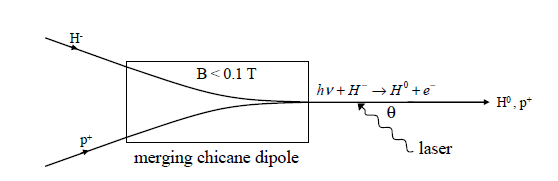 H-
B < 0.1 T
hν + H⁻ → H⁰ + e⁻
H⁰ , p⁺
θ
p⁺
laser
merging chicane dipole